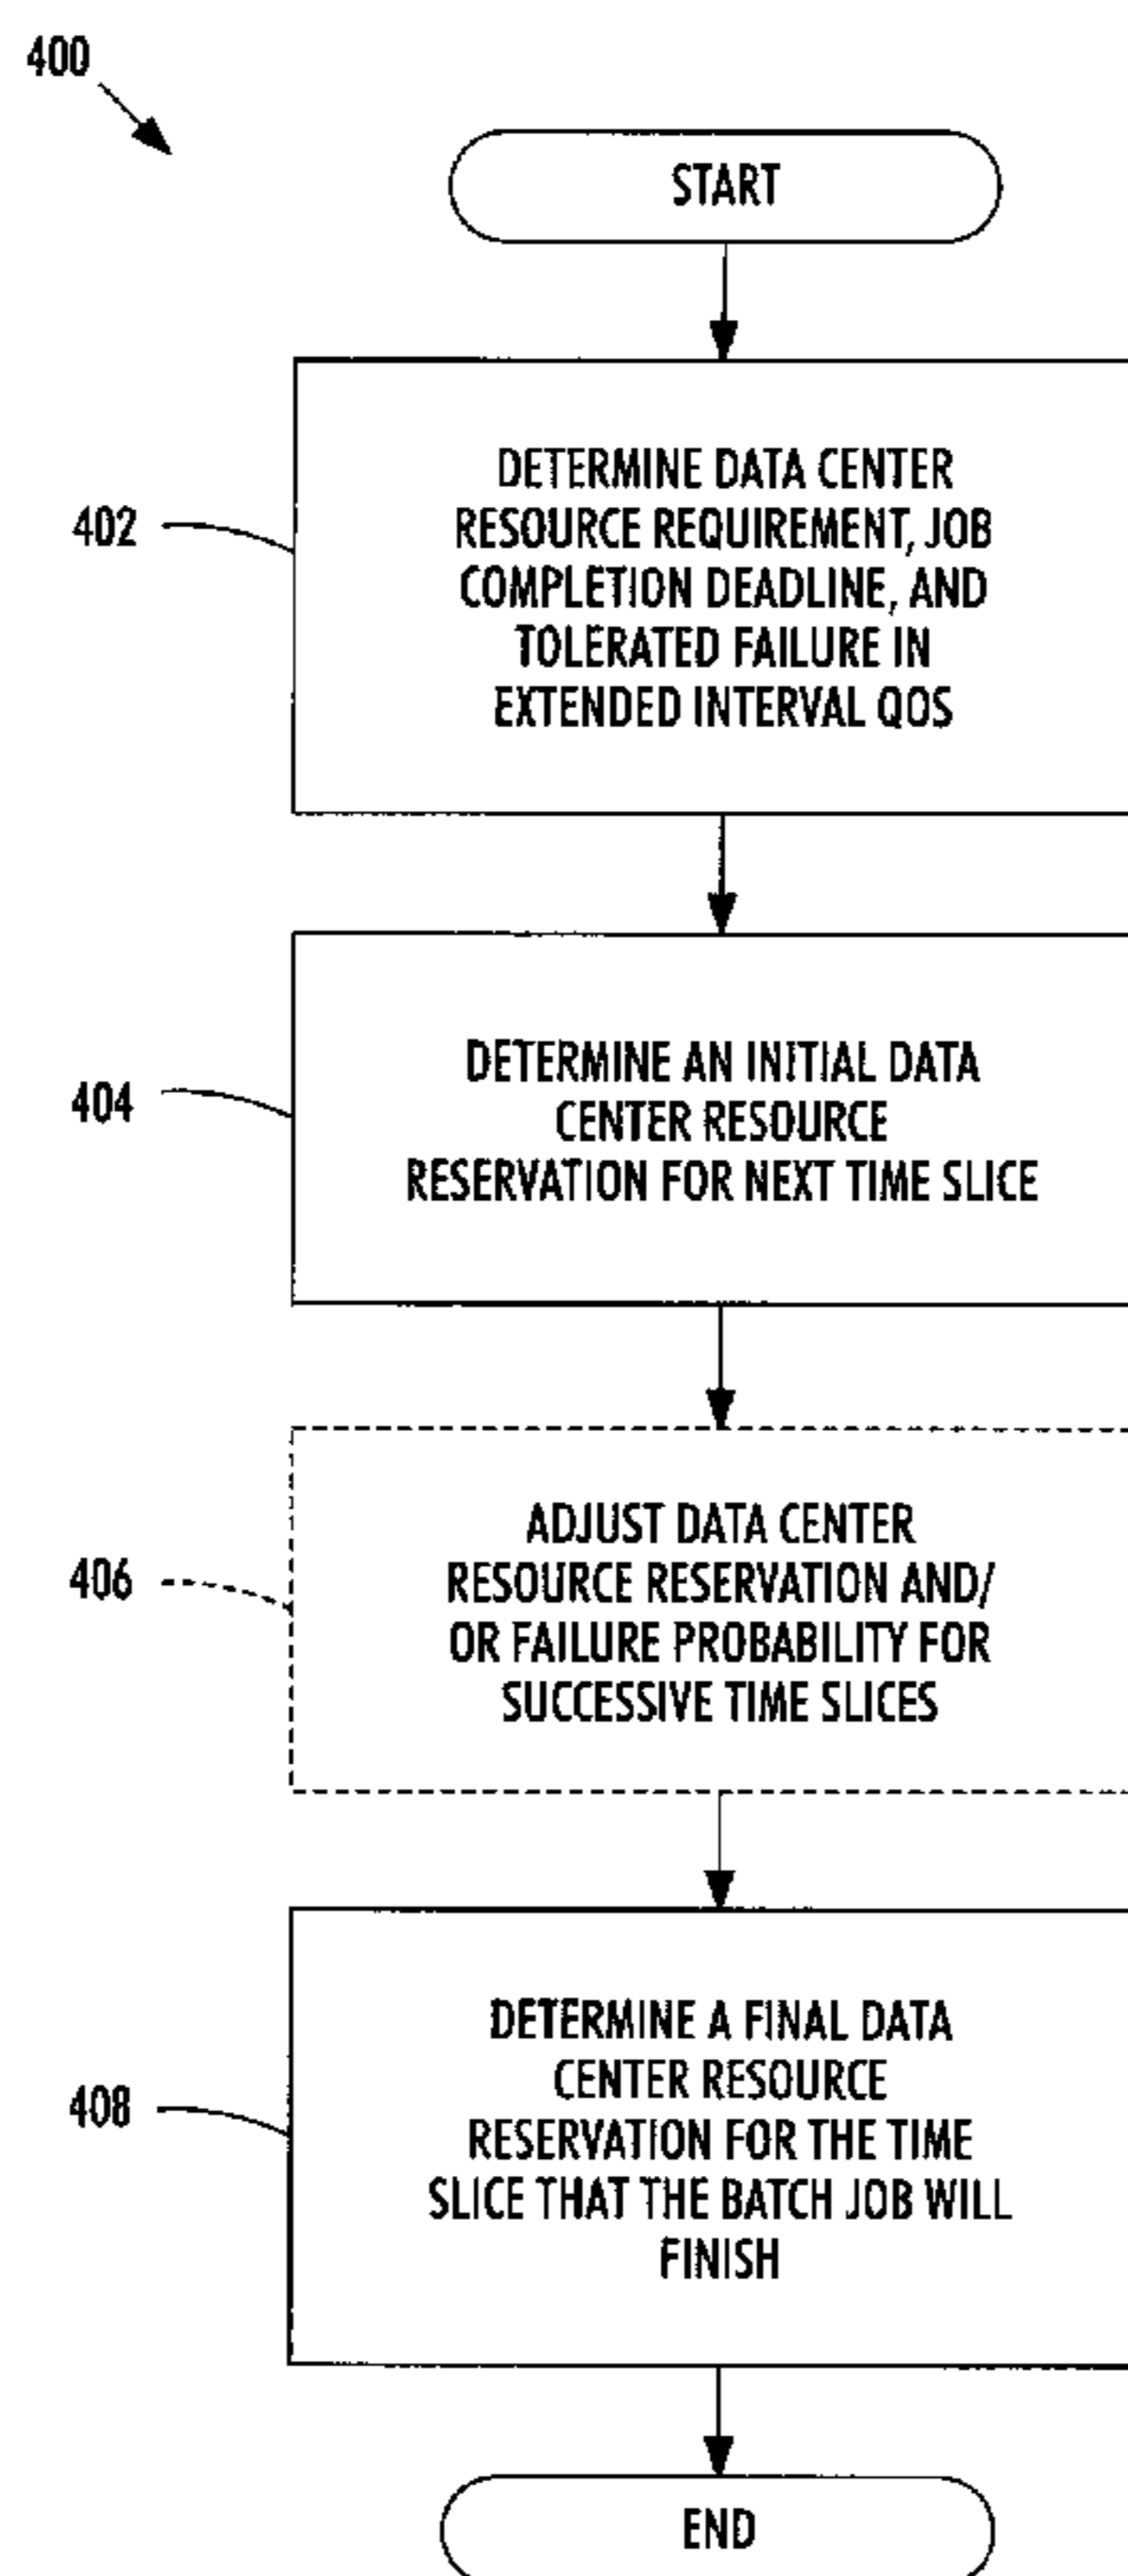 400
START
402
DETERMINE DATA CENTER
RESOURCE REQUIREMENT, JOB
COMPLETION DEADLINE, AND
TOLERATED FAILURE IN
EXTENDED INTERVAL QOS
404
DETERMINE AN INITIAL DATA
CENTER RESOURCE
RESERVATION FOR NEXT TIME SLICE
406
ADJUST DATA CENTER
RESOURCE RESERVATION AND/
OR FAILURE PROBABILITY FOR
SUCCESSIVE TIME SLICES
408
DETERMINE A FINAL DATA
CENTER RESOURCE
RESERVATION FOR THE TIME
SLICE THAT THE BATCH JOB WILL
FINISH
END